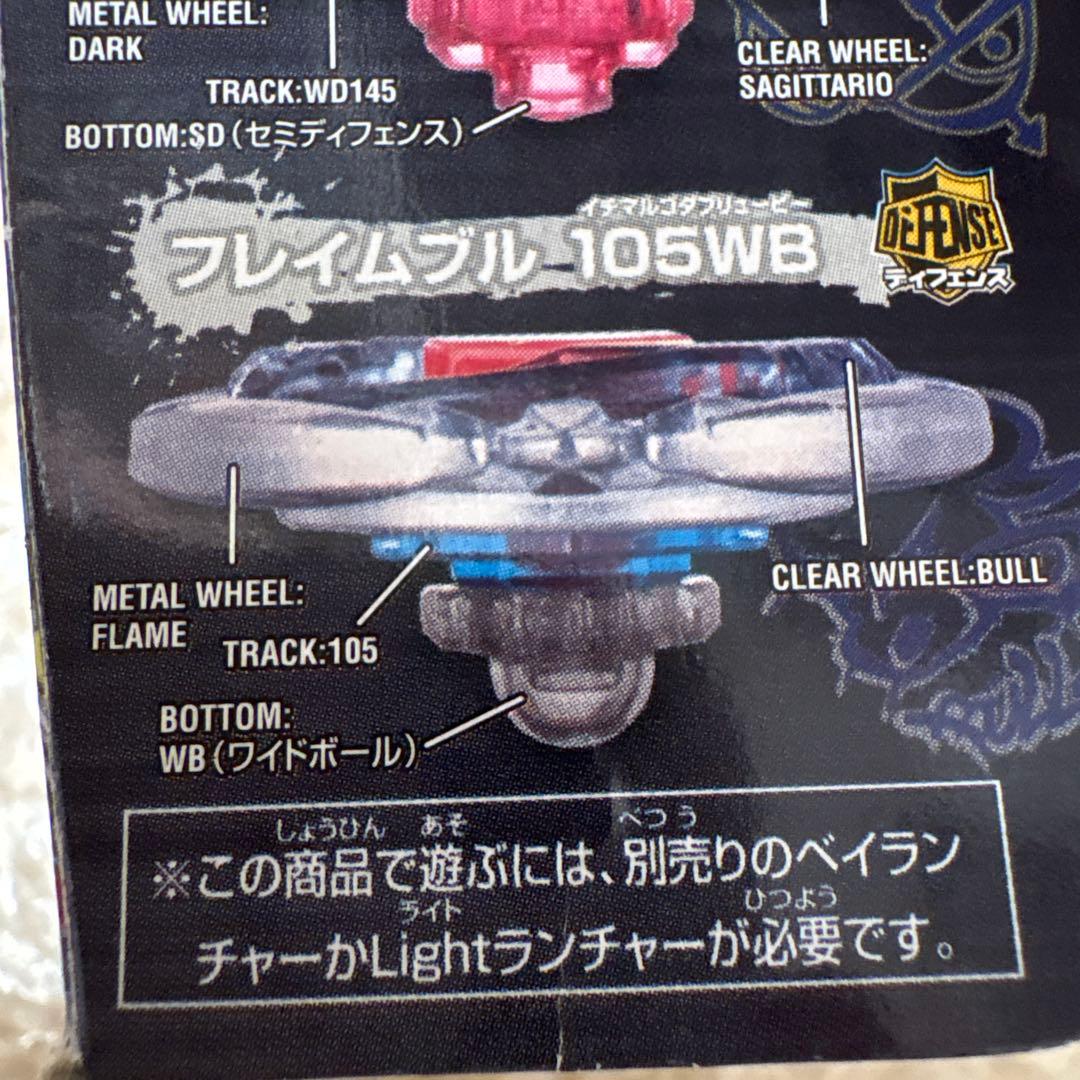 METAL WHEEL:
DARK
TRACK:WD145
BOTTOM:SD(セミディフェンス)
CLEAR WHEEL:
SAGITTARIO
イチマルゴダブリュービー
フレイムブル 105WB
DEFENSE
ディフェンス
METAL WHEEL:
FLAME
TRACK:105
CLEAR WHEEL:BULL
BOTTOM:
WB(ワイドボール)
BULL
しょうひん あそ べつう
※この商品で遊ぶには、別売りのベイラン
ライト ひつよう
チャーかLightランチャーが必要です。